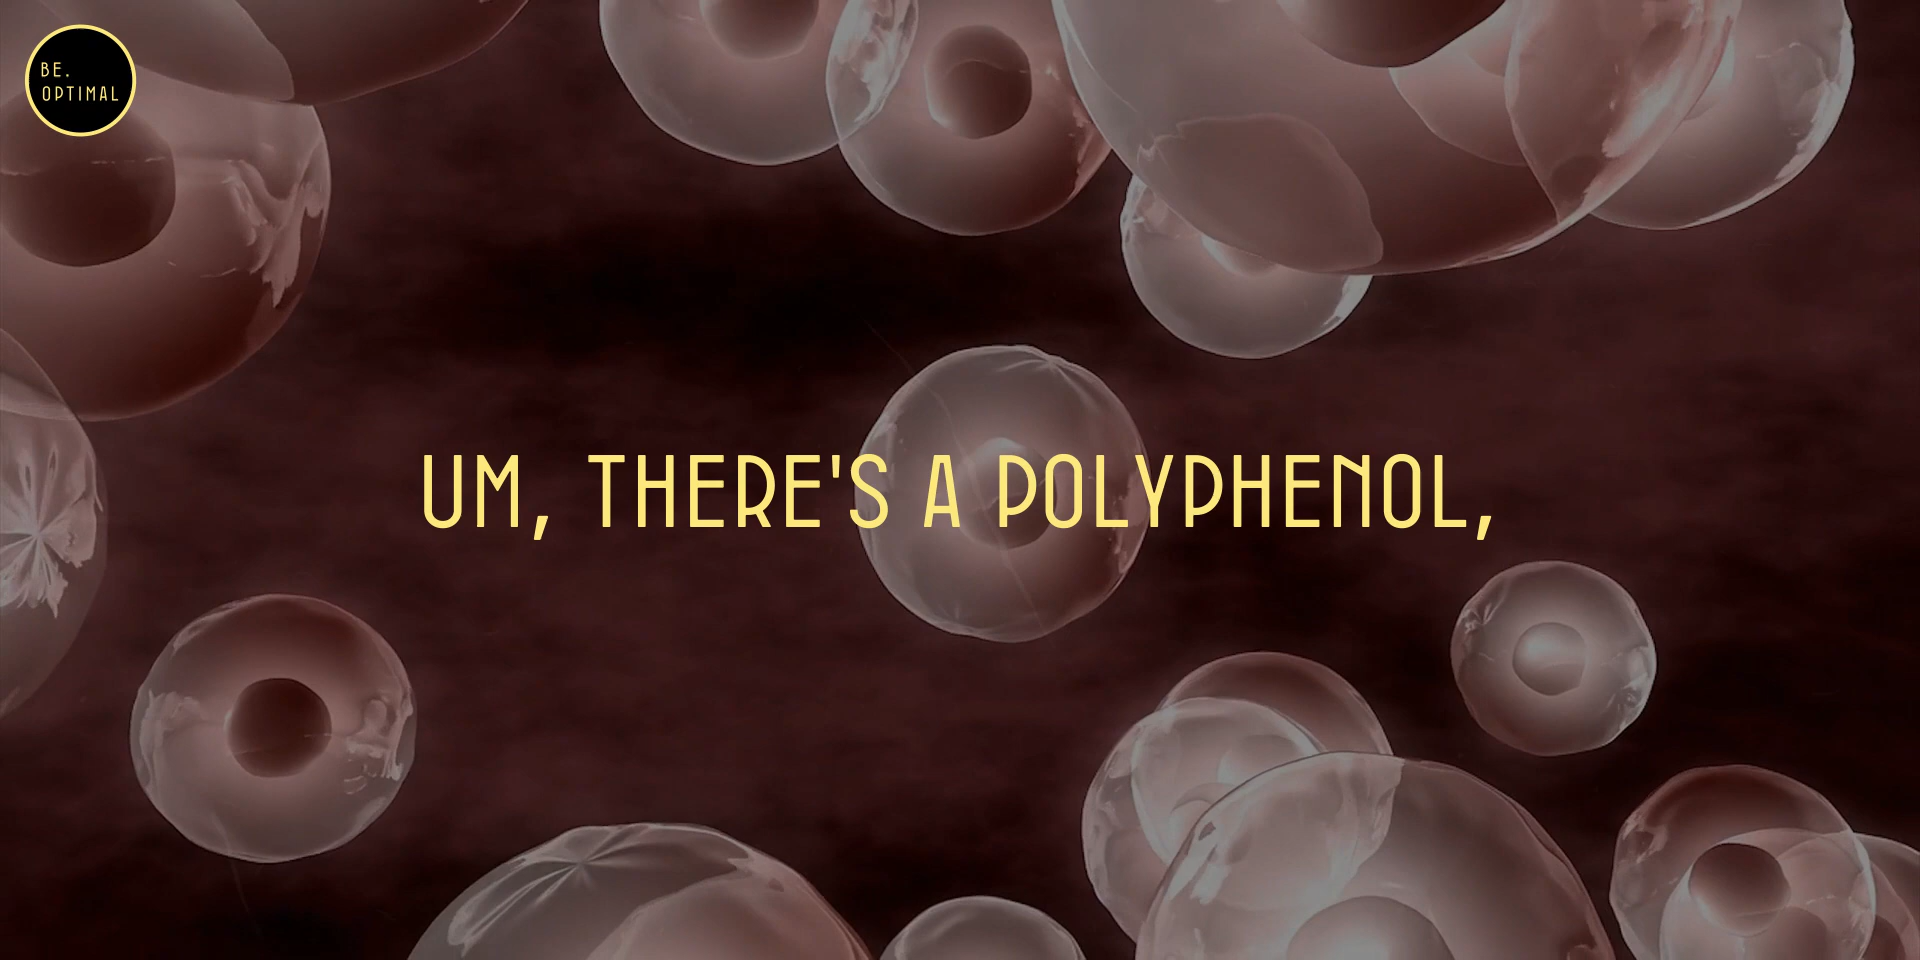 BE.
OPTIMAL
UM, THERE'S A POLYPHENOL,